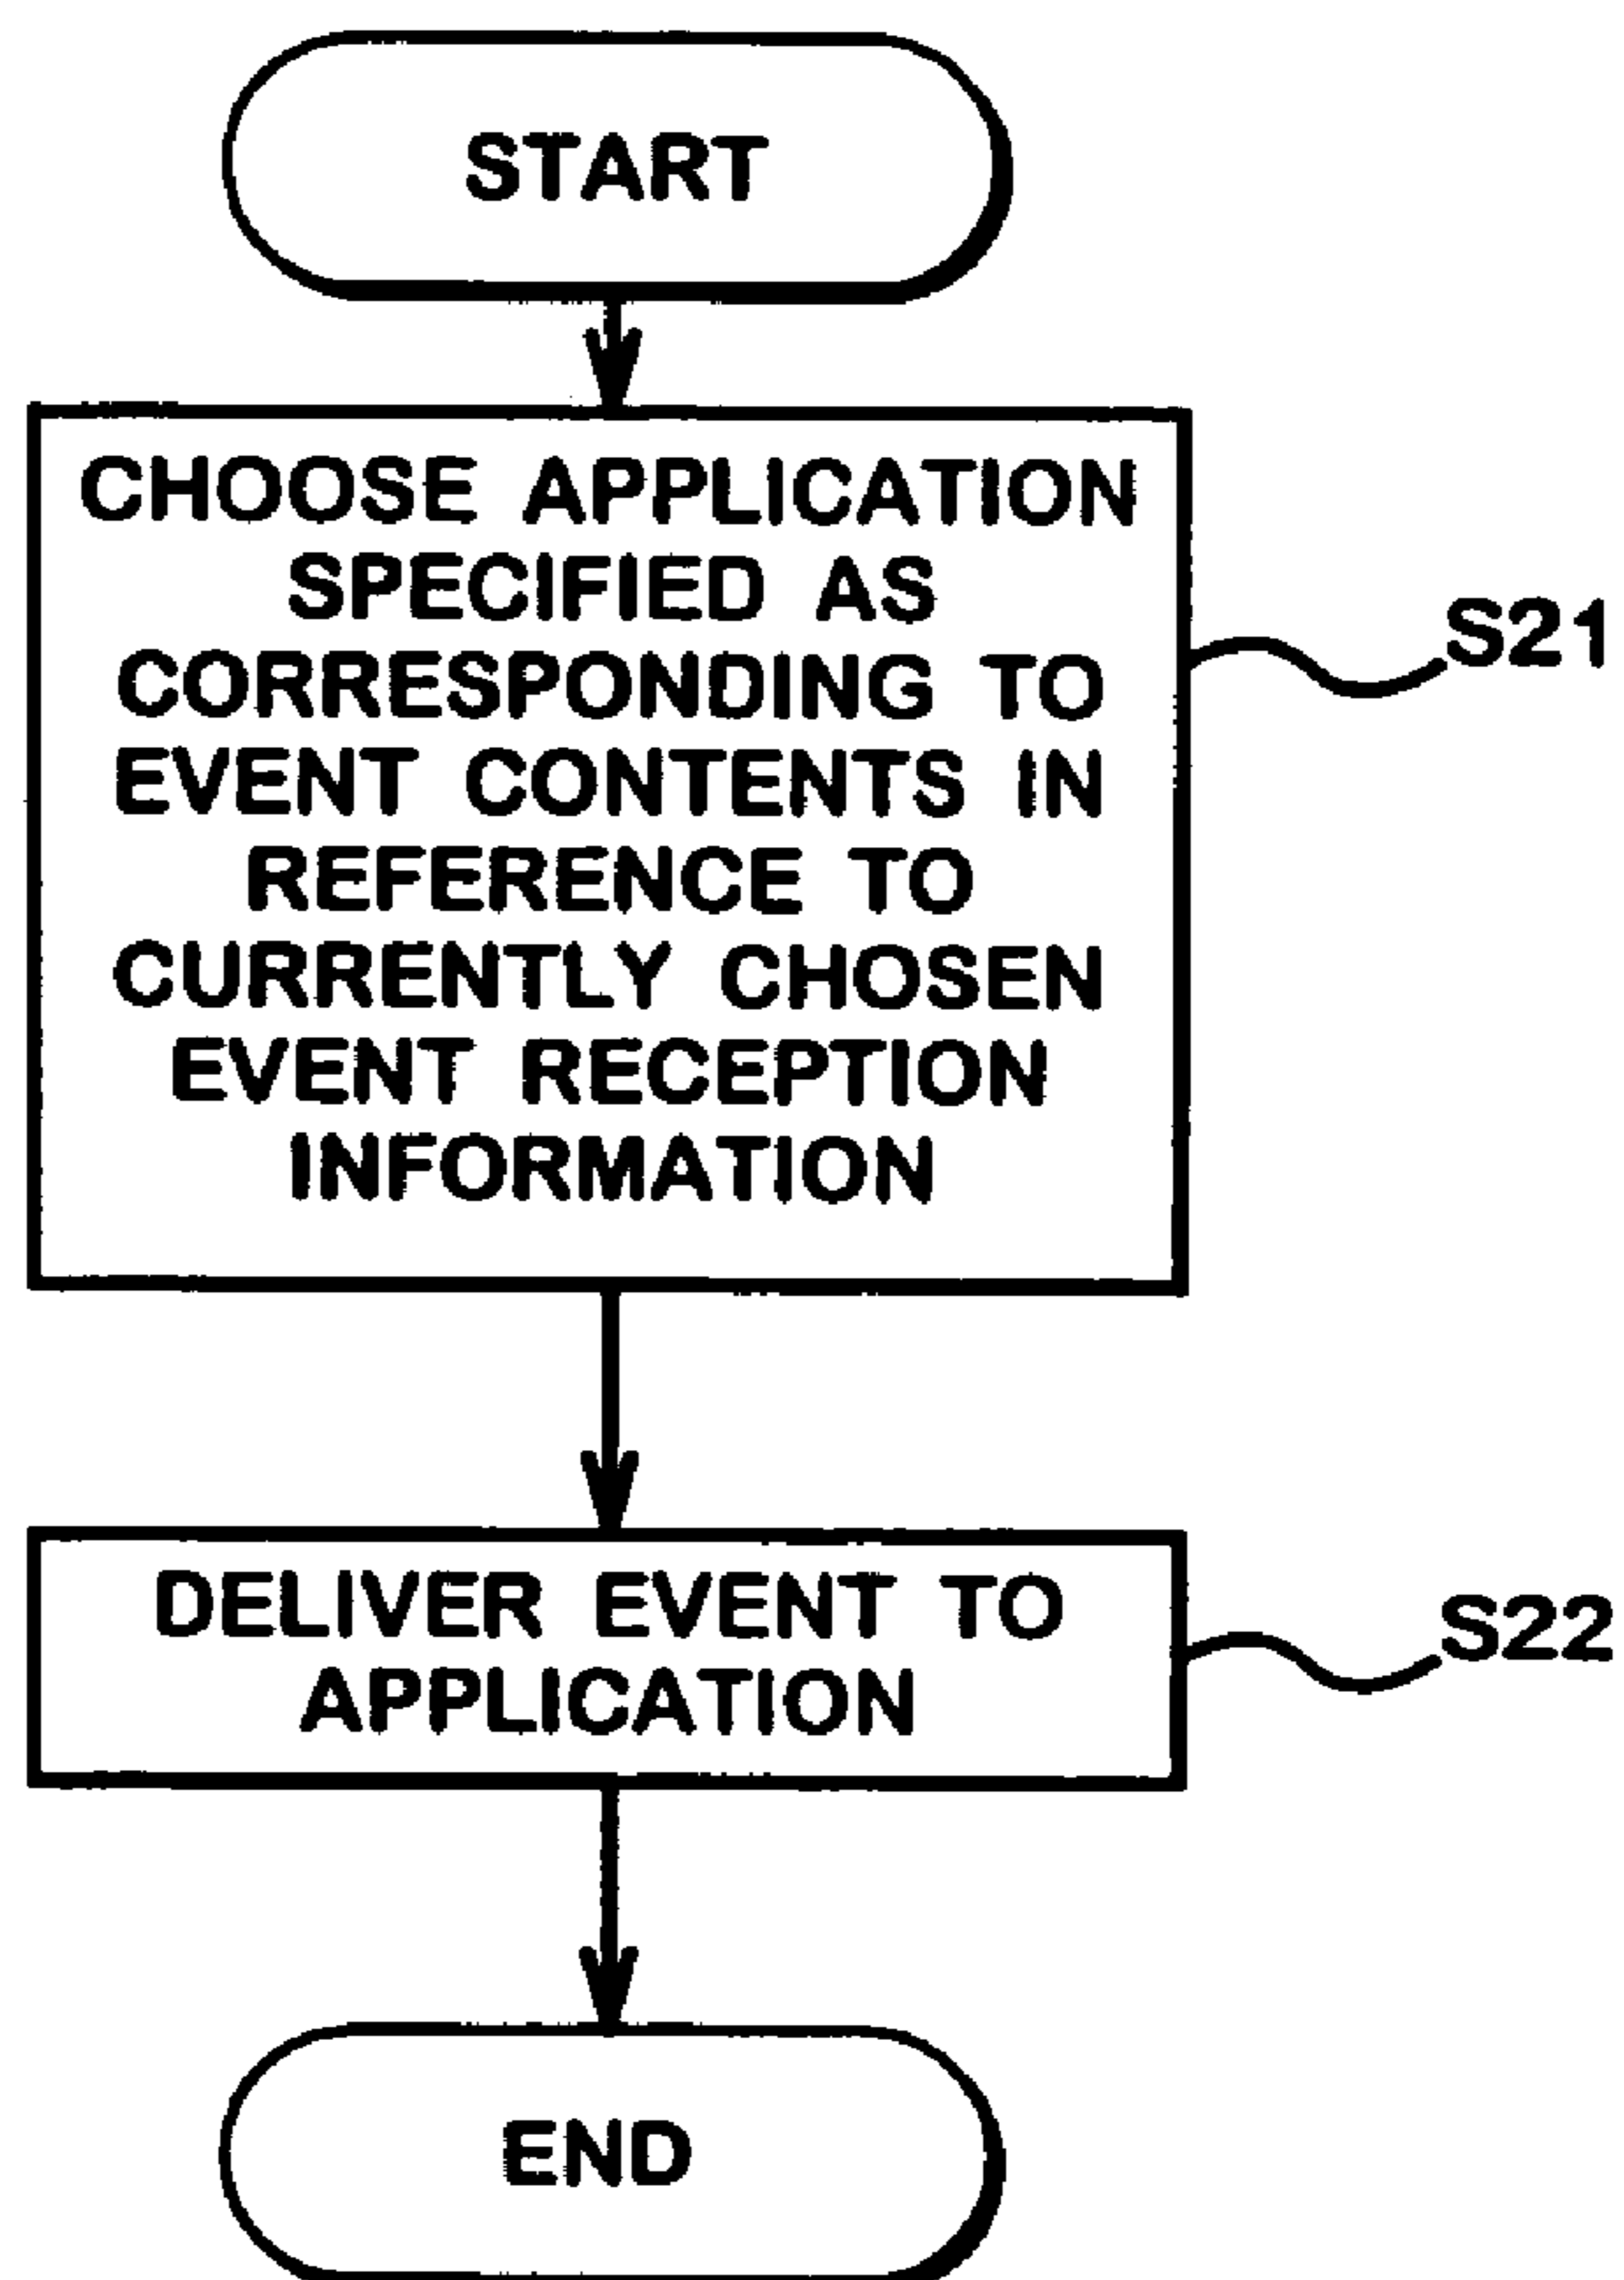 START
CHOOSE APPLICATION
SPECIFIED AS
CORRESPONDING TO
EVENT CONTENTS IN
REFERENCE TO
CURRENTLY CHOSEN
EVENT RECEPTION
INFORMATION
S21
DELIVER EVENT TO
APPLICATION
S22
END